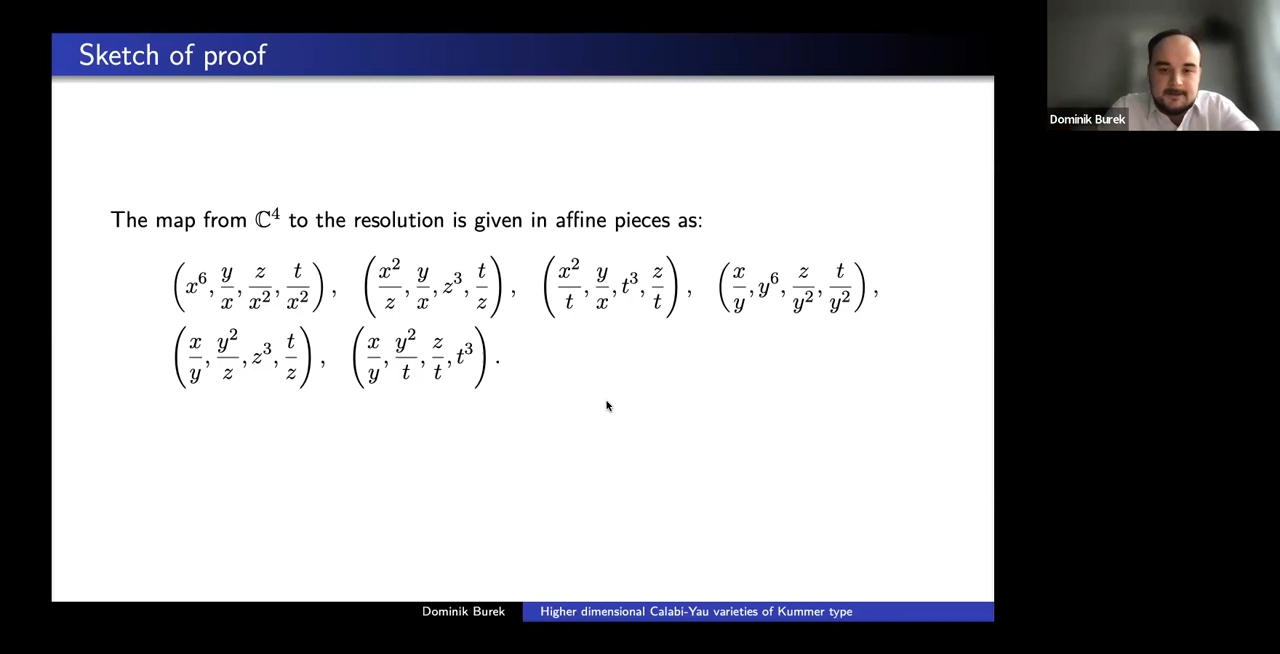 Sketch of proof
Dominik Burek
The map from ℂ⁴ to the resolution is given in affine pieces as:
(x⁶, y/x, z/x², t/x²), (x²/z, y/x, z³, t/z), (x²/t, y/x, t³, z/t), (x/y, y⁶, z/y², t/y²),
(x/y, y²/z, z³, t/z), (x/y, y²/t, z/t, t³).
Dominik Burek
Higher dimensional Calabi-Yau varieties of Kummer type